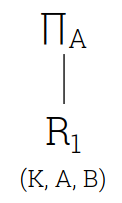 Π_A
R_1
(K, A, B)